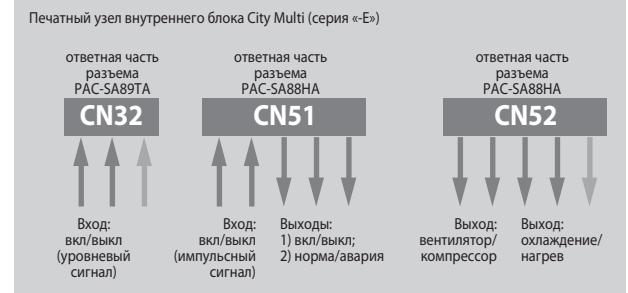 Печатный узел внутреннего блока City Multi (серия «-E»)
ответная часть
разъема
PAC-SA89TA
CN32
ответная часть
разъема
PAC-SA88HA
CN51
ответная часть
разъема
PAC-SA88HA
CN52
Вход:
вкл/выкл
(уровневый
сигнал)
Вход:
вкл/выкл
(импульсный
сигнал)
Выходы:
1) вкл/выкл;
2) норма/авария
Выход:
вентилятор/
компрессор
Выход:
охлаждение/
нагрев